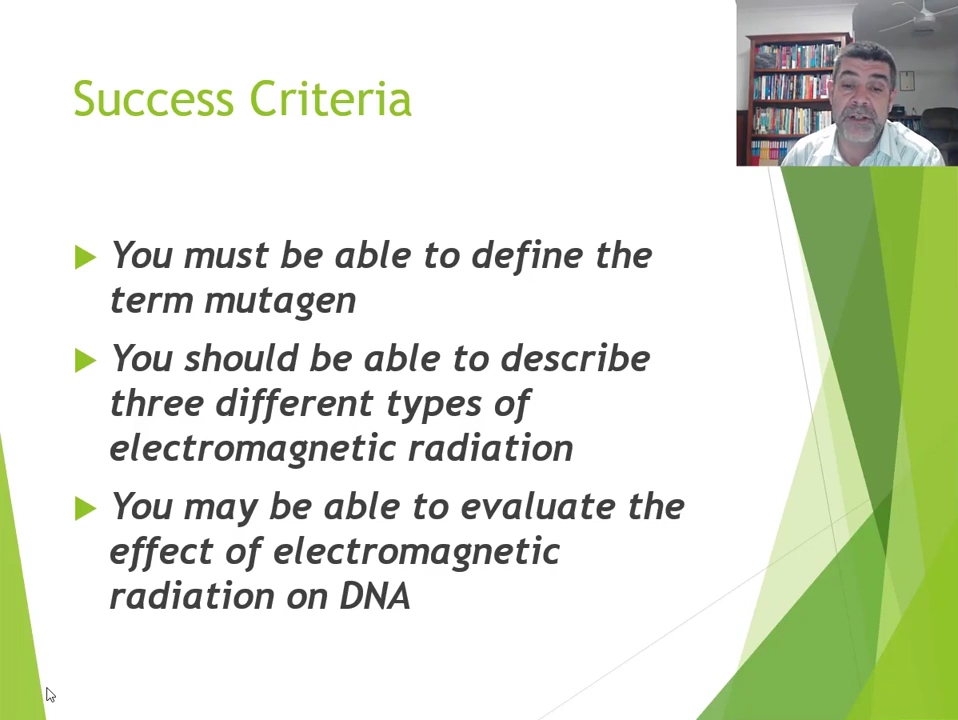 Success Criteria
You must be able to define the
term mutagen
You should be able to describe
three different types of
electromagnetic radiation
You may be able to evaluate the
effect of electromagnetic
radiation on DNA